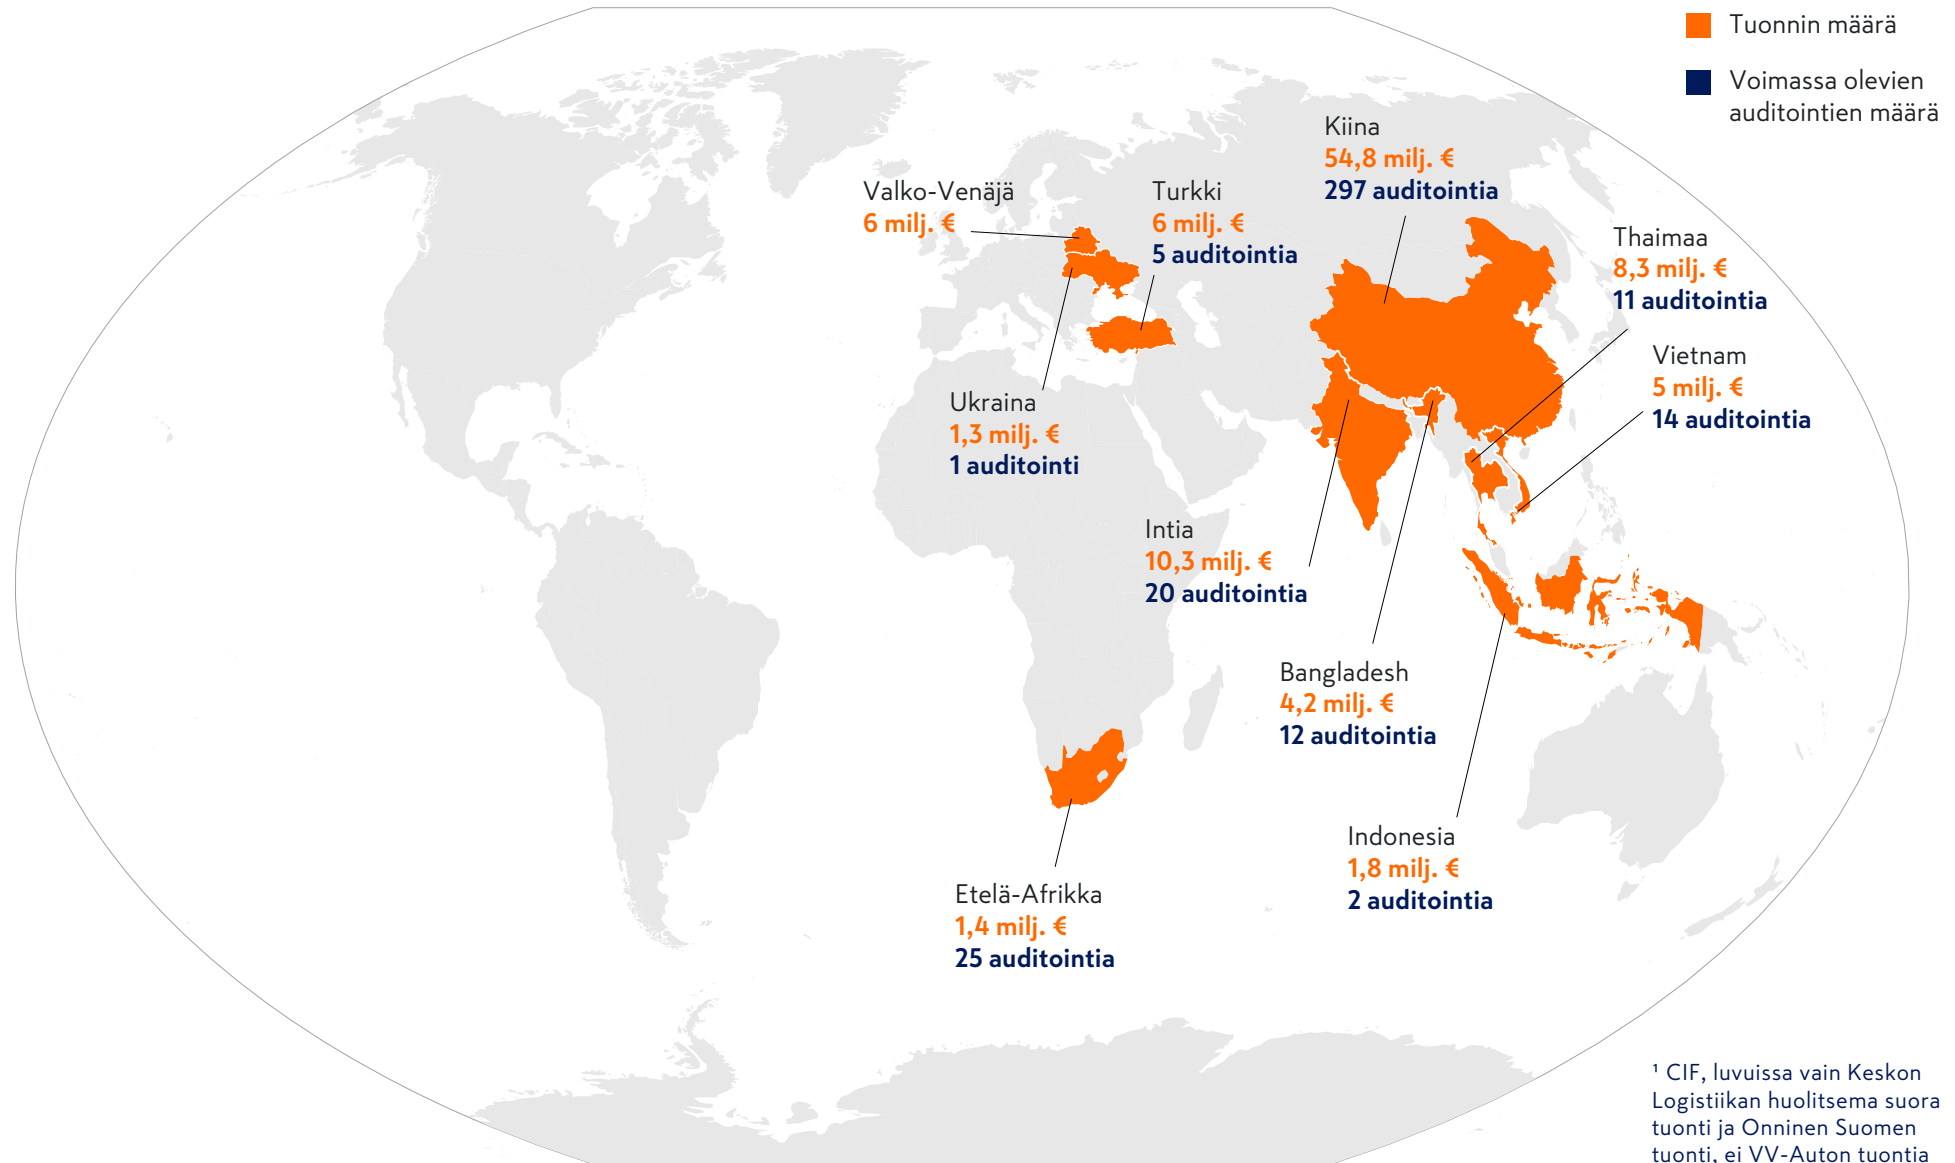 Tuonnin määrä
Voimassa olevien
auditointien määrä
Kiina
54,8 milj. €
297 auditointia
Valko-Venäjä
6 milj. €
Turkki
6 milj. €
5 auditointia
Thaimaa
8,3 milj. €
11 auditointia
Vietnam
5 milj. €
14 auditointia
Ukraina
1,3 milj. €
1 auditointi
Intia
10,3 milj. €
20 auditointia
Bangladesh
4,2 milj. €
12 auditointia
Indonesia
1,8 milj. €
2 auditointia
Etelä-Afrikka
1,4 milj. €
25 auditointia
¹ CIF, luvuissa vain Keskon
Logistiikan huolitsema suora
tuonti ja Onninen Suomen
tuonti, ei VV-Auton tuontia